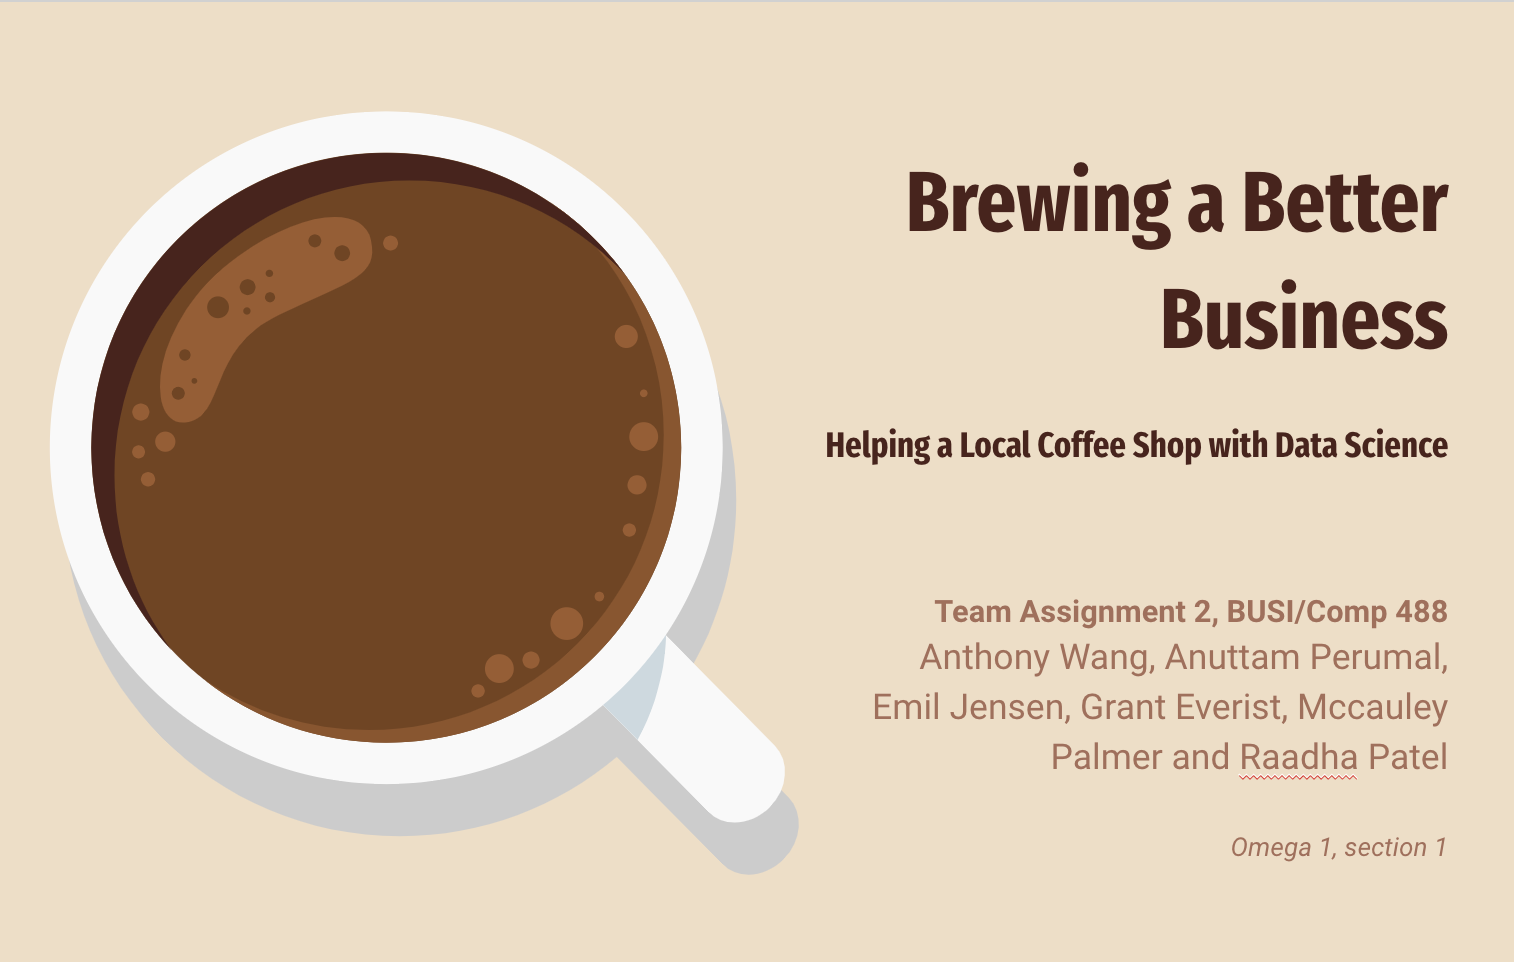 Brewing a Better
Business
Helping a Local Coffee Shop with Data Science
Team Assignment 2, BUSI/Comp 488
Anthony Wang, Anuttam Perumal,
Emil Jensen, Grant Everist, Mccauley
Palmer and Raadha Patel
Omega 1, section 1